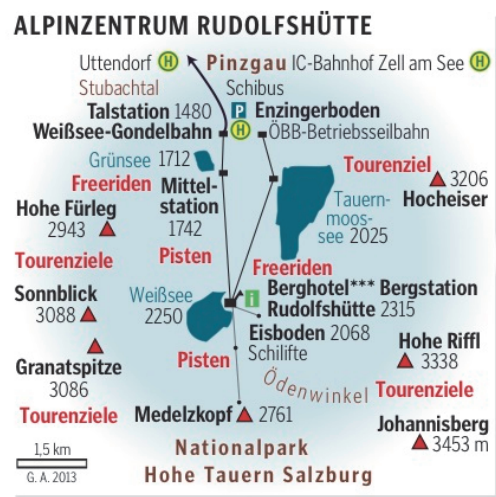 ALPINZENTRUM RUDOLFSHÜTTE
Uttendorf H Pinzgau IC-Bahnhof Zell am See H
Stubachtal Schibus
Talstation 1480 P Enzingerboden
Weißsee-Gondelbahn H ÖBB-Betriebsseilbahn
Grünsee 1712
Freeriden
Mittel-
station
1742
Tourenziel
3206
Hocheiser
Tauern-
moos-
see 2025
Hohe Fürleg
2943
Tourenziele
Pisten
Freeriden
i Berghotel*** Bergstation
Rudolfshütte 2315
Sonnblick
3088
Weißsee
2250
Eisboden 2068
Schilifte
Hohe Riffl
3338
Granatspitze
3086
Pisten
Ödenwinkel
Tourenziele
Tourenziele
Medelzkopf 2761
Johannisberg
3453 m
1,5 km
G. A. 2013
Nationalpark
Hohe Tauern Salzburg